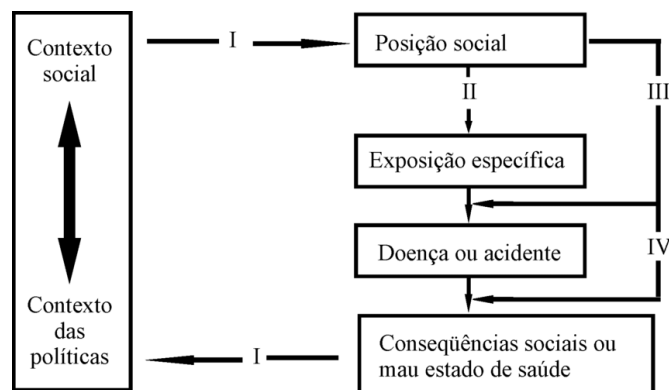 Contexto
social
Contexto
das
políticas
I
Posição social
II
III
Exposição específica
Doença ou acidente
IV
Conseqüências sociais ou
mau estado de saúde
I